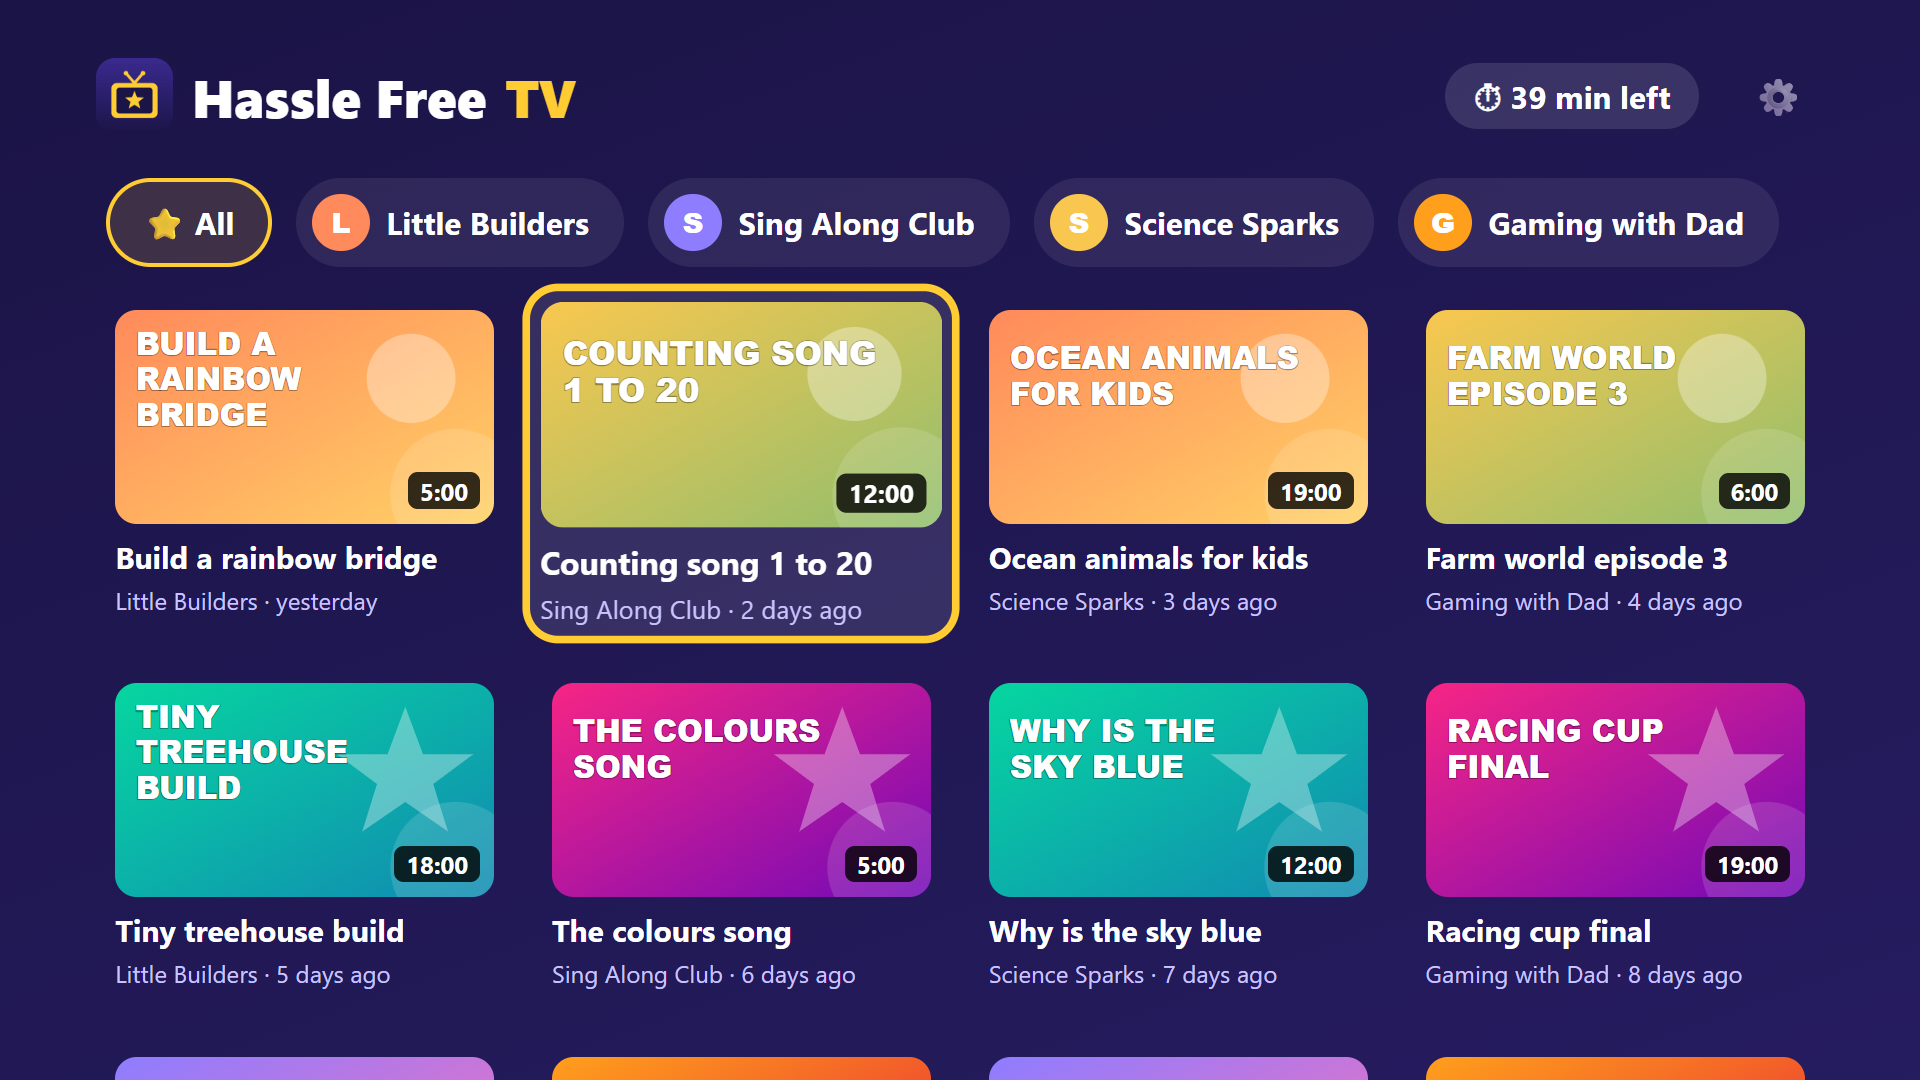 Hassle Free TV
39 min left
All
L Little Builders
S Sing Along Club
S Science Sparks
G Gaming with Dad
BUILD A
RAINBOW
BRIDGE
5:00
Build a rainbow bridge
Little Builders · yesterday
COUNTING SONG
1 TO 20
12:00
Counting song 1 to 20
Sing Along Club · 2 days ago
OCEAN ANIMALS
FOR KIDS
19:00
Ocean animals for kids
Science Sparks · 3 days ago
FARM WORLD
EPISODE 3
6:00
Farm world episode 3
Gaming with Dad · 4 days ago
TINY
TREEHOUSE
BUILD
18:00
Tiny treehouse build
Little Builders · 5 days ago
THE COLOURS
SONG
5:00
The colours song
Sing Along Club · 6 days ago
WHY IS THE
SKY BLUE
12:00
Why is the sky blue
Science Sparks · 7 days ago
RACING CUP
FINAL
19:00
Racing cup final
Gaming with Dad · 8 days ago